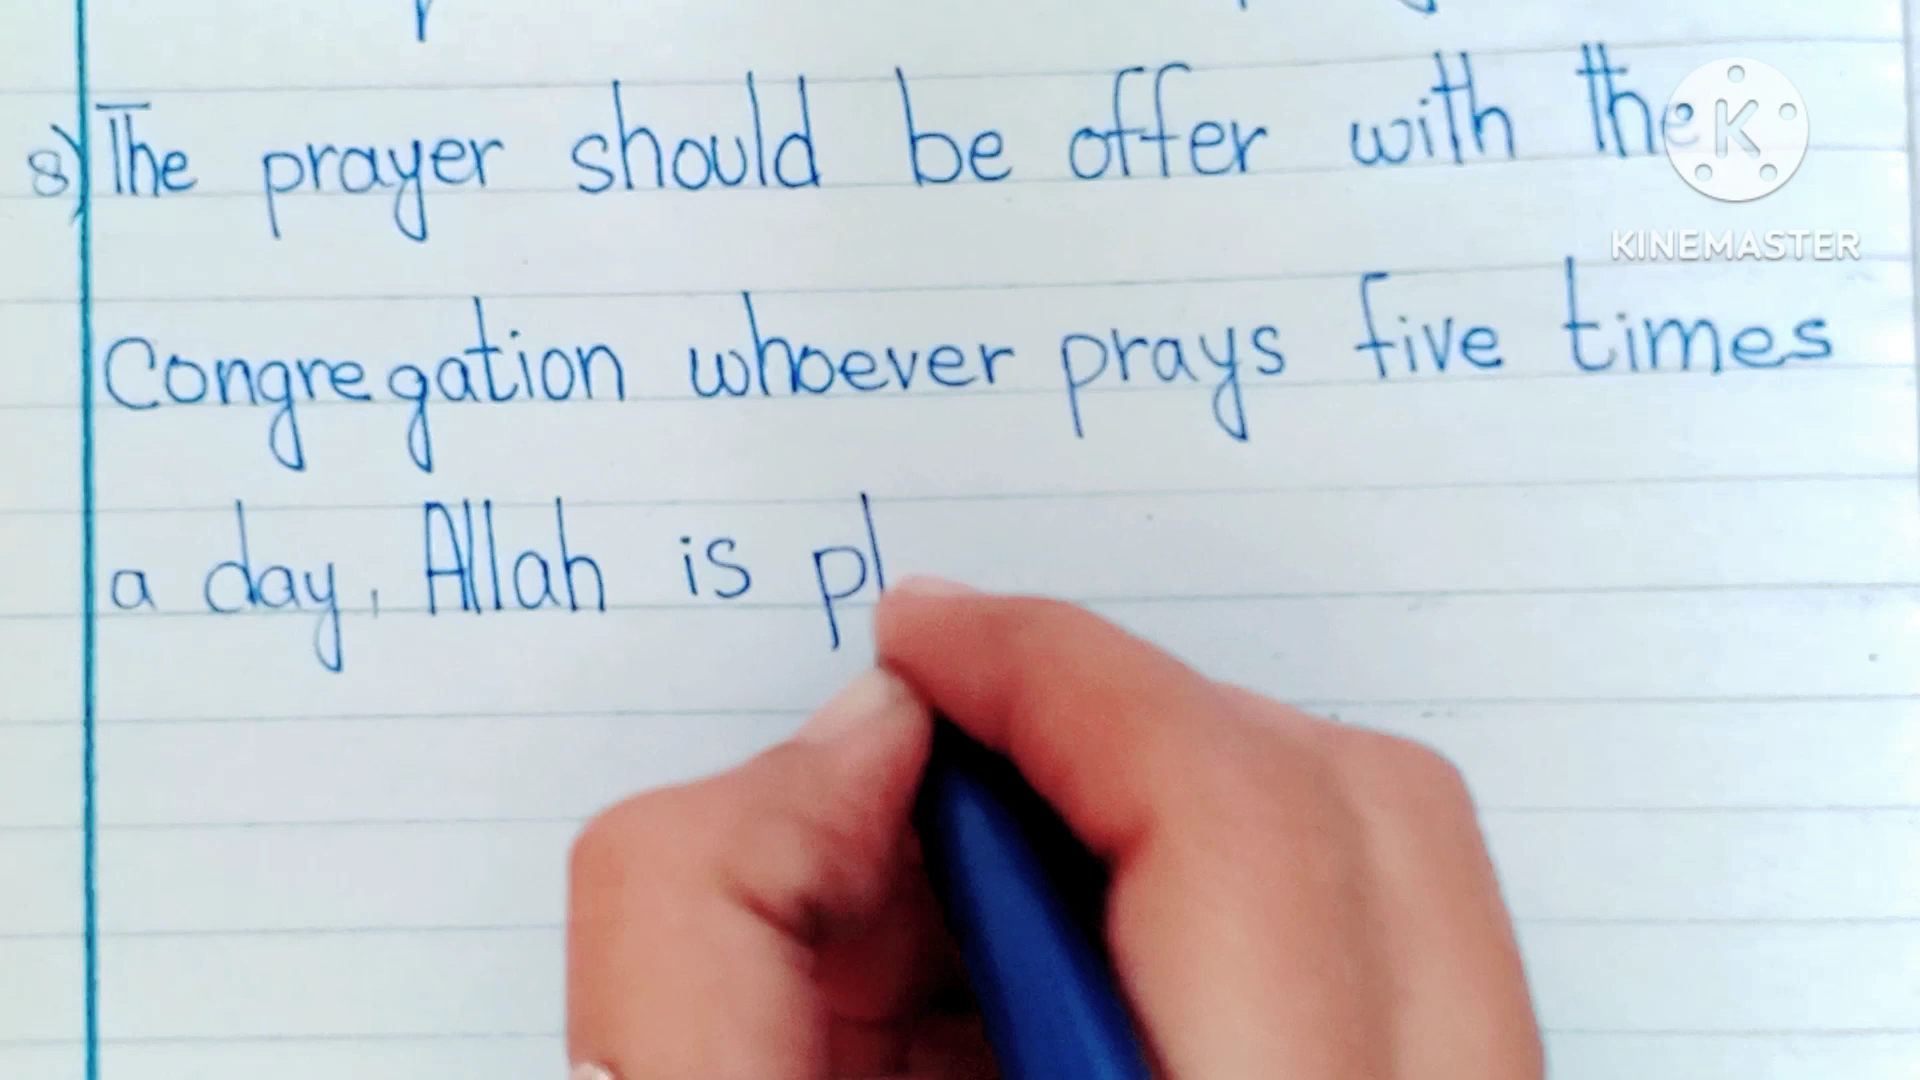 8) The prayer should be offer with the
Congregation whoever prays five times
a day, Allah is pl
K
KINEMASTER